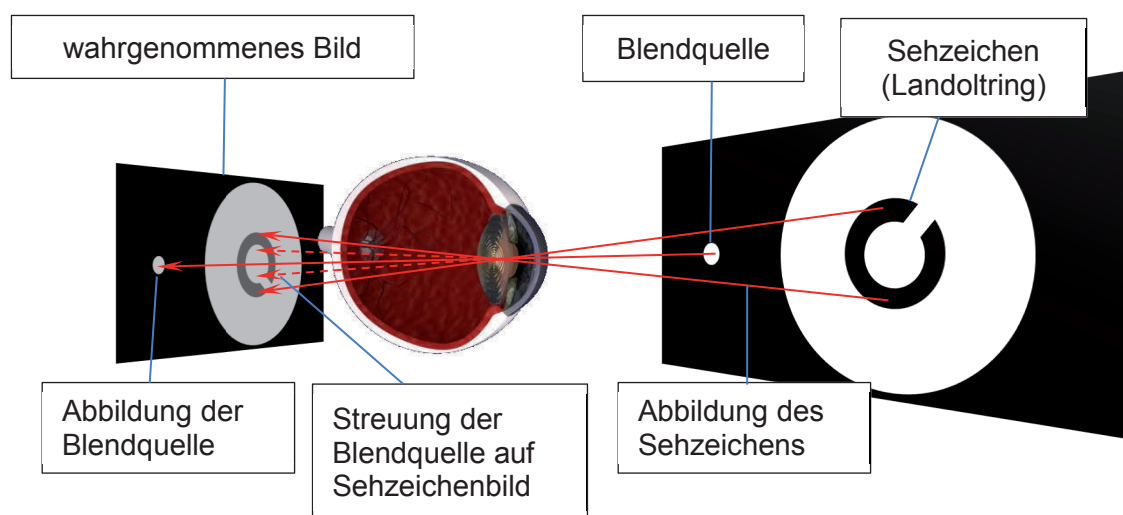 wahrgenommenes Bild
Blendquelle
Sehzeichen
(Landoltring)
Abbildung der
Blendquelle
Streuung der
Blendquelle auf
Sehzeichenbild
Abbildung des
Sehzeichens